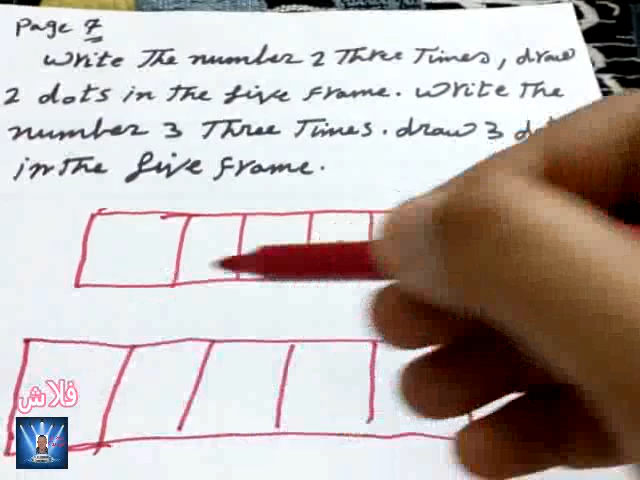 Page 7
Write The number 2 Three Times, draw
2 dots in the five frame. Write The
number 3 Three Times. draw 3
in the five frame.
فلاش